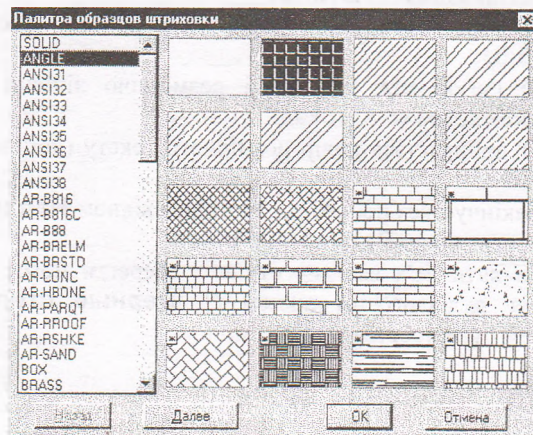 Палитра образцов штриховки
SOLID
ANGLE
ANSI31
ANSI32
ANSI33
ANSI34
ANSI35
ANSI36
ANSI37
ANSI38
AR-B816
AR-B816C
AR-B88
AR-BRELM
AR-BRSTD
AR-CONC
AR-HBONE
AR-PARQ1
AR-RROOF
AR-RSHKE
AR-SAND
BOX
BRASS
Назад
Далее
OK
Отмена